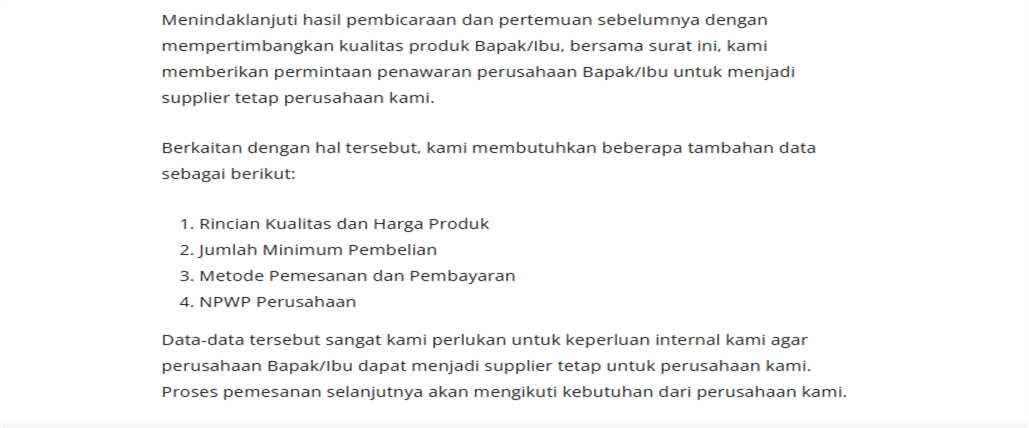 Menindaklanjuti hasil pembicaraan dan pertemuan sebelumnya dengan
mempertimbangkan kualitas produk Bapak/Ibu, bersama surat ini, kami
memberikan permintaan penawaran perusahaan Bapak/Ibu untuk menjadi
supplier tetap perusahaan kami.
Berkaitan dengan hal tersebut, kami membutuhkan beberapa tambahan data
sebagai berikut:
1. Rincian Kualitas dan Harga Produk
2. Jumlah Minimum Pembelian
3. Metode Pemesanan dan Pembayaran
4. NPWP Perusahaan
Data-data tersebut sangat kami perlukan untuk keperluan internal kami agar
perusahaan Bapak/Ibu dapat menjadi supplier tetap untuk perusahaan kami.
Proses pemesanan selanjutnya akan mengikuti kebutuhan dari perusahaan kami.